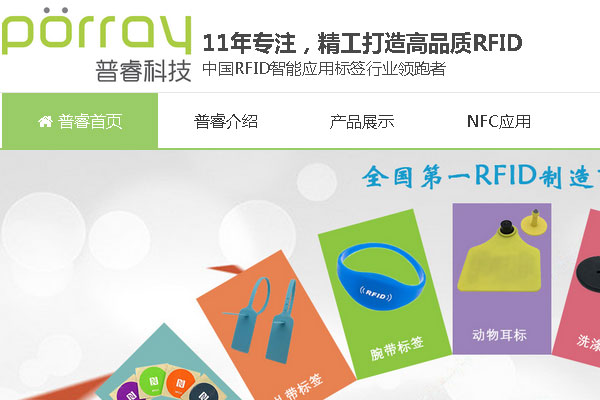 pörray
普睿科技
11年专注，精工打造高品质RFID
中国RFID智能应用标签行业领跑者
普睿首页
普睿介绍
产品展示
NFC应用
全国第一RFID制造
RFID
动物耳标
腕带标签
洗涤
带标签